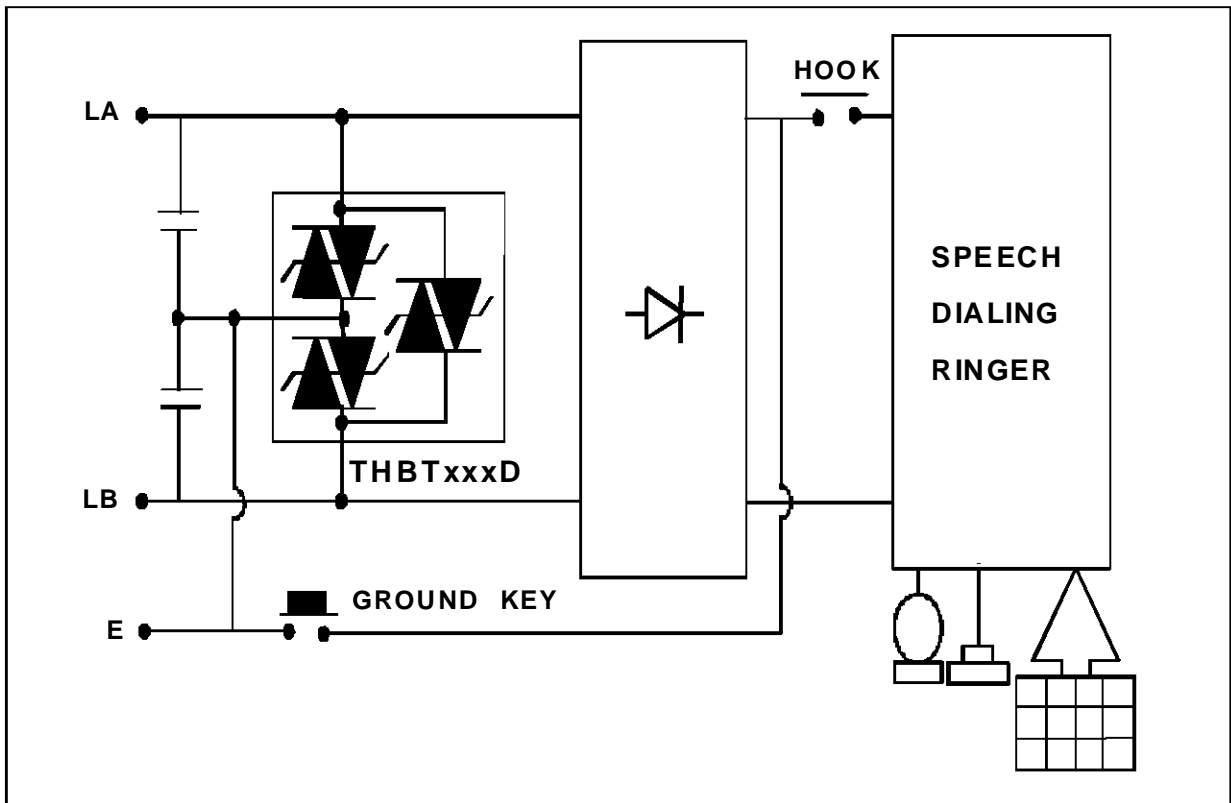 HOOK
LA
SPEECH
DIALING
RINGER
THBTxxxD
LB
GROUND KEY
E